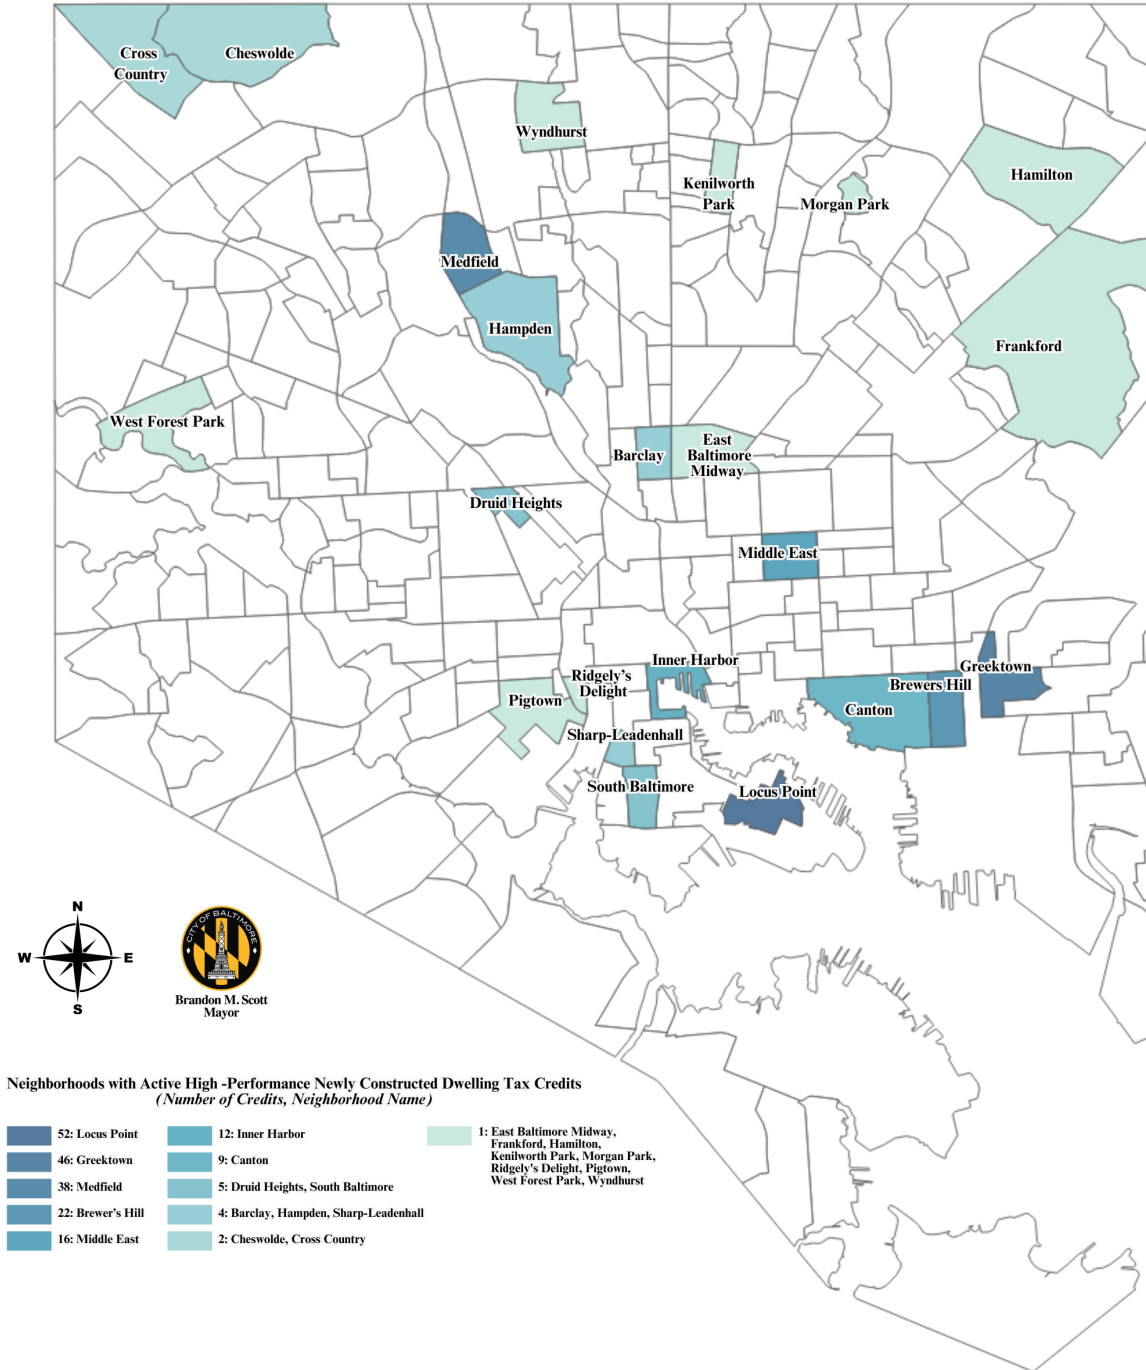 Cross
Country
Cheswolde
Wyndhurst
Kenilworth
Park
Morgan Park
Hamilton
Medfield
Hampden
Frankford
West Forest Park
Barclay
East
Baltimore
Midway
Druid Heights
Middle East
Inner Harbor
Greektown
Ridgely's
Delight
Brewers Hill
Pigtown
Canton
Sharp-Leadenhall
South Baltimore
Locus Point
N
W
E
S
CITY OF BALTIMORE
Brandon M. Scott
Mayor
Neighborhoods with Active High -Performance Newly Constructed Dwelling Tax Credits
(Number of Credits, Neighborhood Name)
52: Locus Point
46: Greektown
38: Medfield
22: Brewer's Hill
16: Middle East
12: Inner Harbor
9: Canton
5: Druid Heights, South Baltimore
4: Barclay, Hampden, Sharp-Leadenhall
2: Cheswolde, Cross Country
1: East Baltimore Midway,
Frankford, Hamilton,
Kenilworth Park, Morgan Park,
Ridgely's Delight, Pigtown,
West Forest Park, Wyndhurst